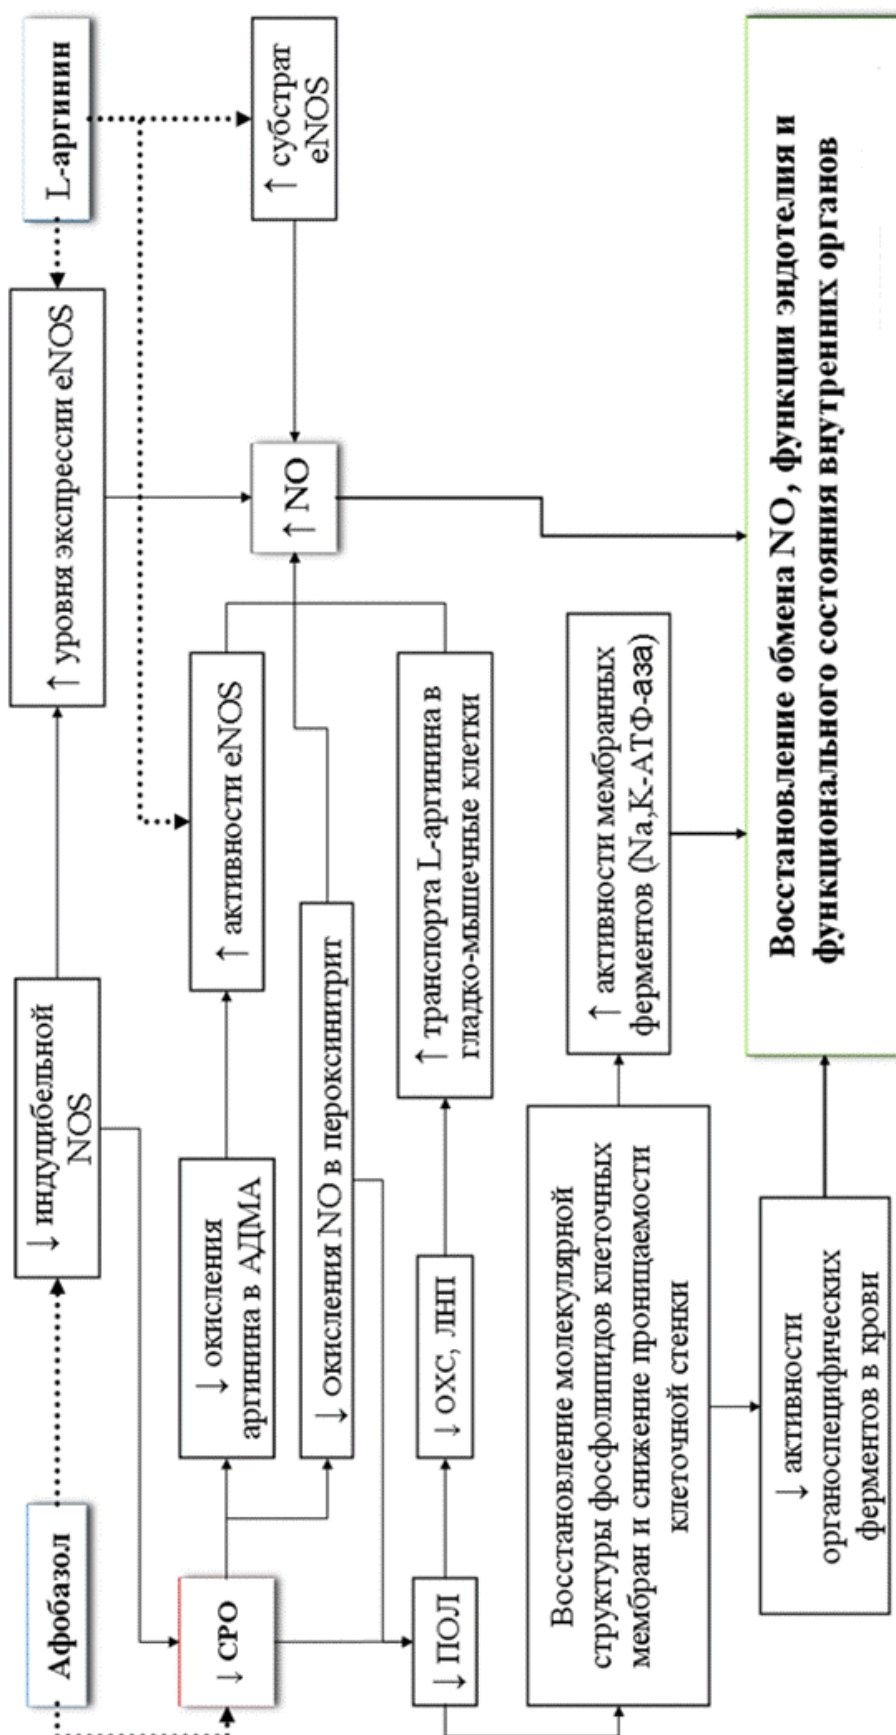 Афобазол
L-аргинин
↓ индуцибельной
NOS
↑ уровня экспрессии eNOS
↓ СРО
↓ окисления
аргинина в АДМА
↑ активности eNOS
↑ субстрат
eNOS
↓ окисления NO в пероксинитрит
↑ NO
↓ ПОЛ
↓ ОХС, ЛНП
↑ транспорта L-аргинина в
гладко-мышечные клетки
Восстановление молекулярной
структуры фосфолипидов клеточных
мембран и снижение проницаемости
клеточной стенки
↑ активности мембранных
ферментов (Na,K-АТФ-аза)
↓ активности
органоспецифических
ферментов в крови
Восстановление обмена NO, функции эндотелия и
функционального состояния внутренних органов